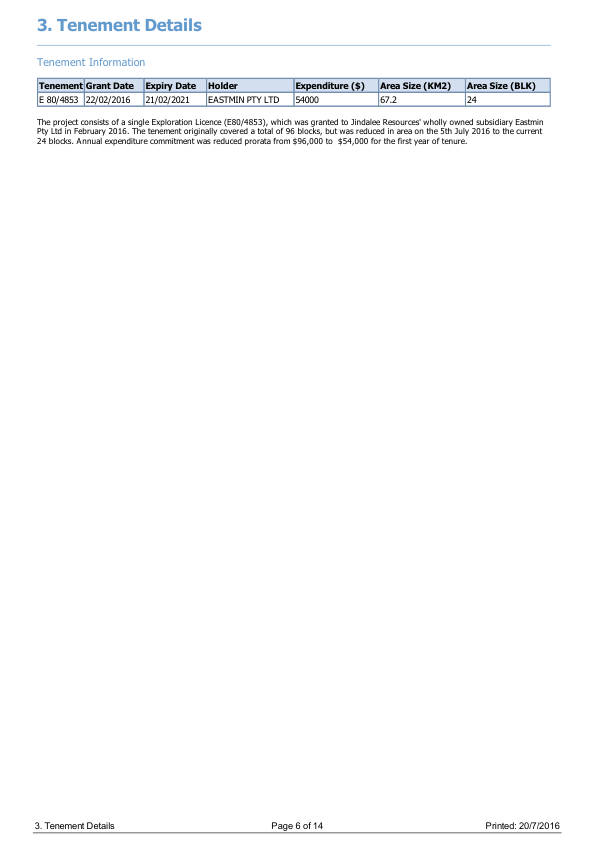 3. Tenement Details
Tenement Information
Tenement Grant Date Expiry Date Holder Expenditure ($) Area Size (KM2) Area Size (BLK)
E 80/4853 22/02/2016 21/02/2021 EASTMIN PTY LTD 54000 67.2 24
The project consists of a single Exploration Licence (E80/4853), which was granted to Jindalee Resources' wholly owned subsidiary Eastmin
Pty Ltd in February 2016. The tenement originally covered a total of 96 blocks, but was reduced in area on the 5th July 2016 to the current
24 blocks. Annual expenditure commitment was reduced prorata from $96,000 to  $54,000 for the first year of tenure.
3. Tenement Details Page 6 of 14 Printed: 20/7/2016